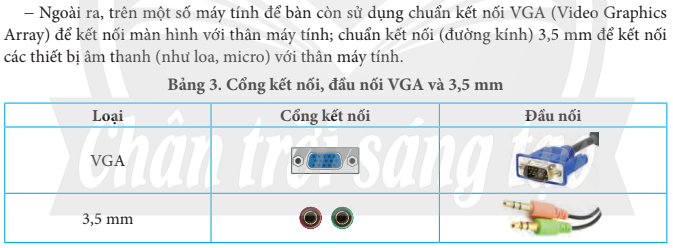 – Ngoài ra, trên một số máy tính để bàn còn sử dụng chuẩn kết nối VGA (Video Graphics
Array) để kết nối màn hình với thân máy tính; chuẩn kết nối (đường kính) 3,5 mm để kết nối
các thiết bị âm thanh (như loa, micro) với thân máy tính.
Bảng 3. Cổng kết nối, đầu nối VGA và 3,5 mm
Loại Cổng kết nối Đầu nối
VGA
Chân trời sáng tạo
3,5 mm